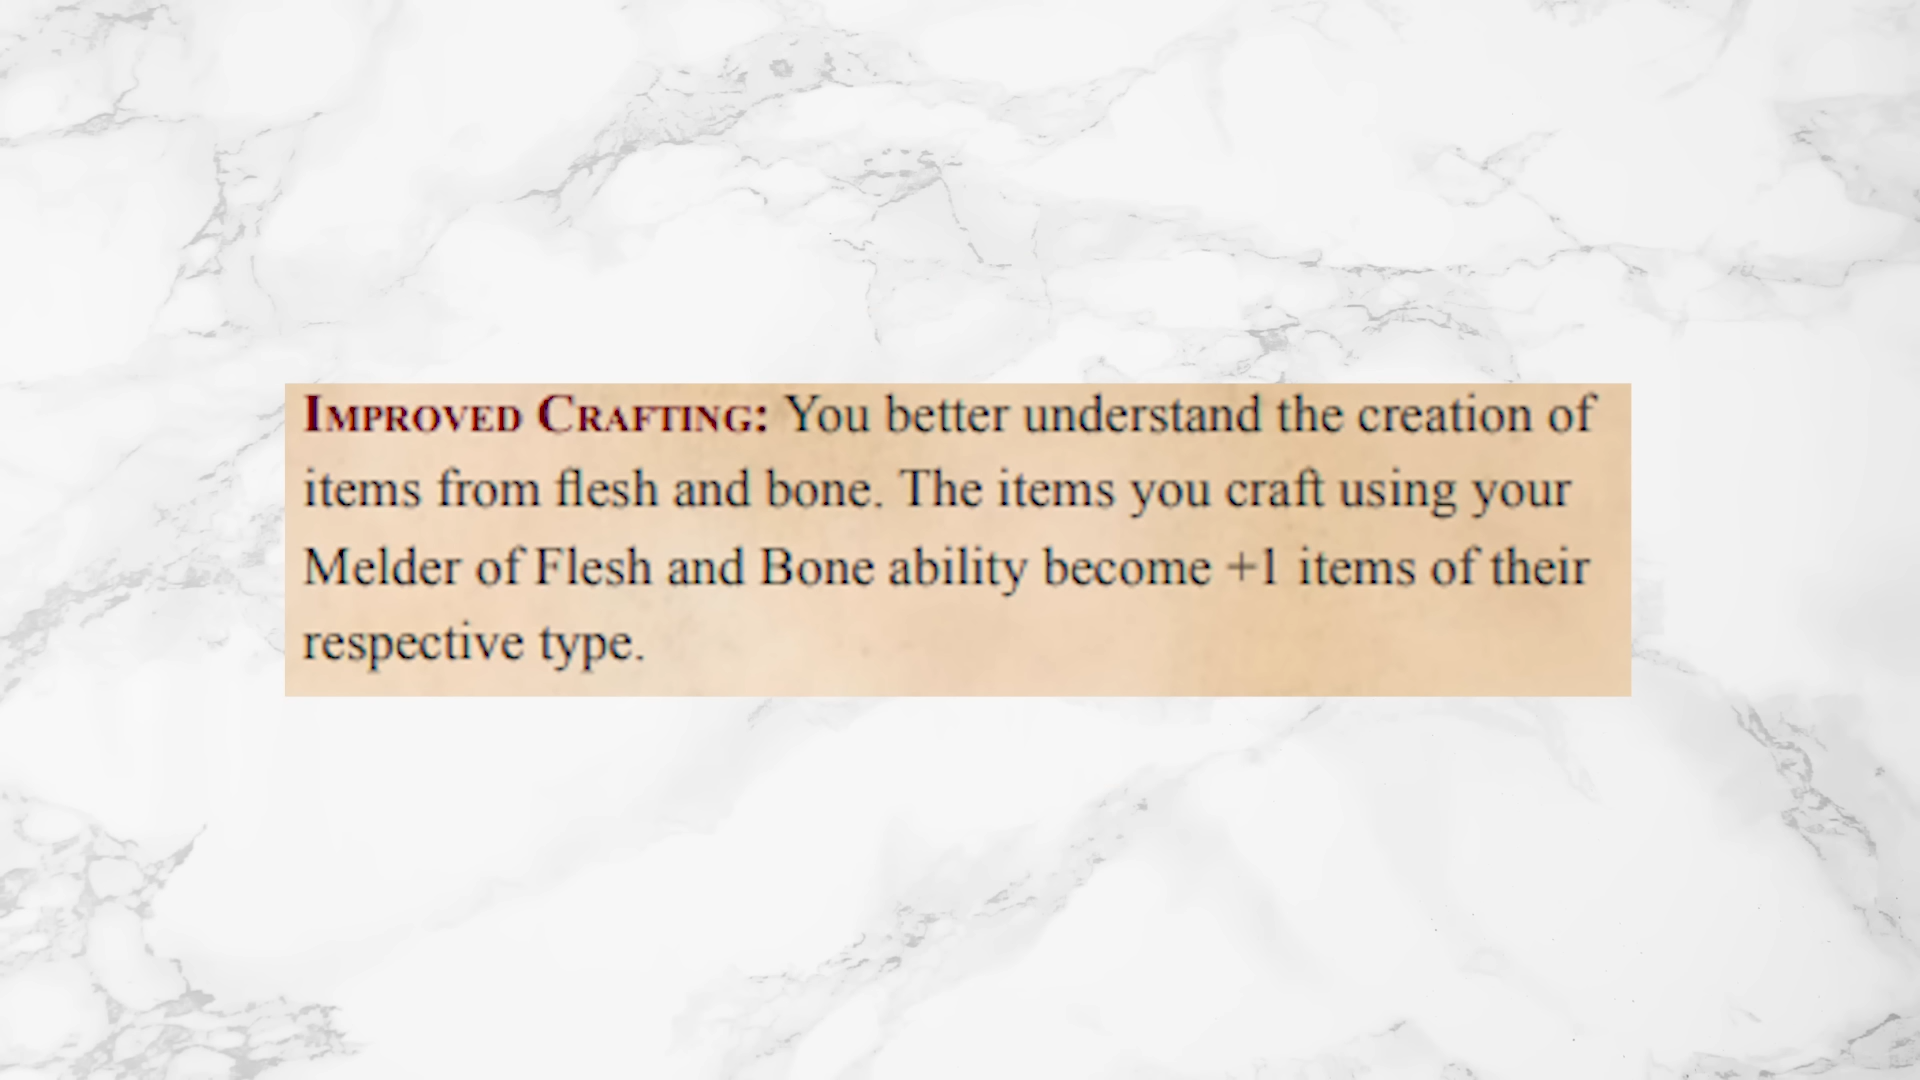 Improved Crafting: You better understand the creation of
items from flesh and bone. The items you craft using your
Melder of Flesh and Bone ability become +1 items of their
respective type.